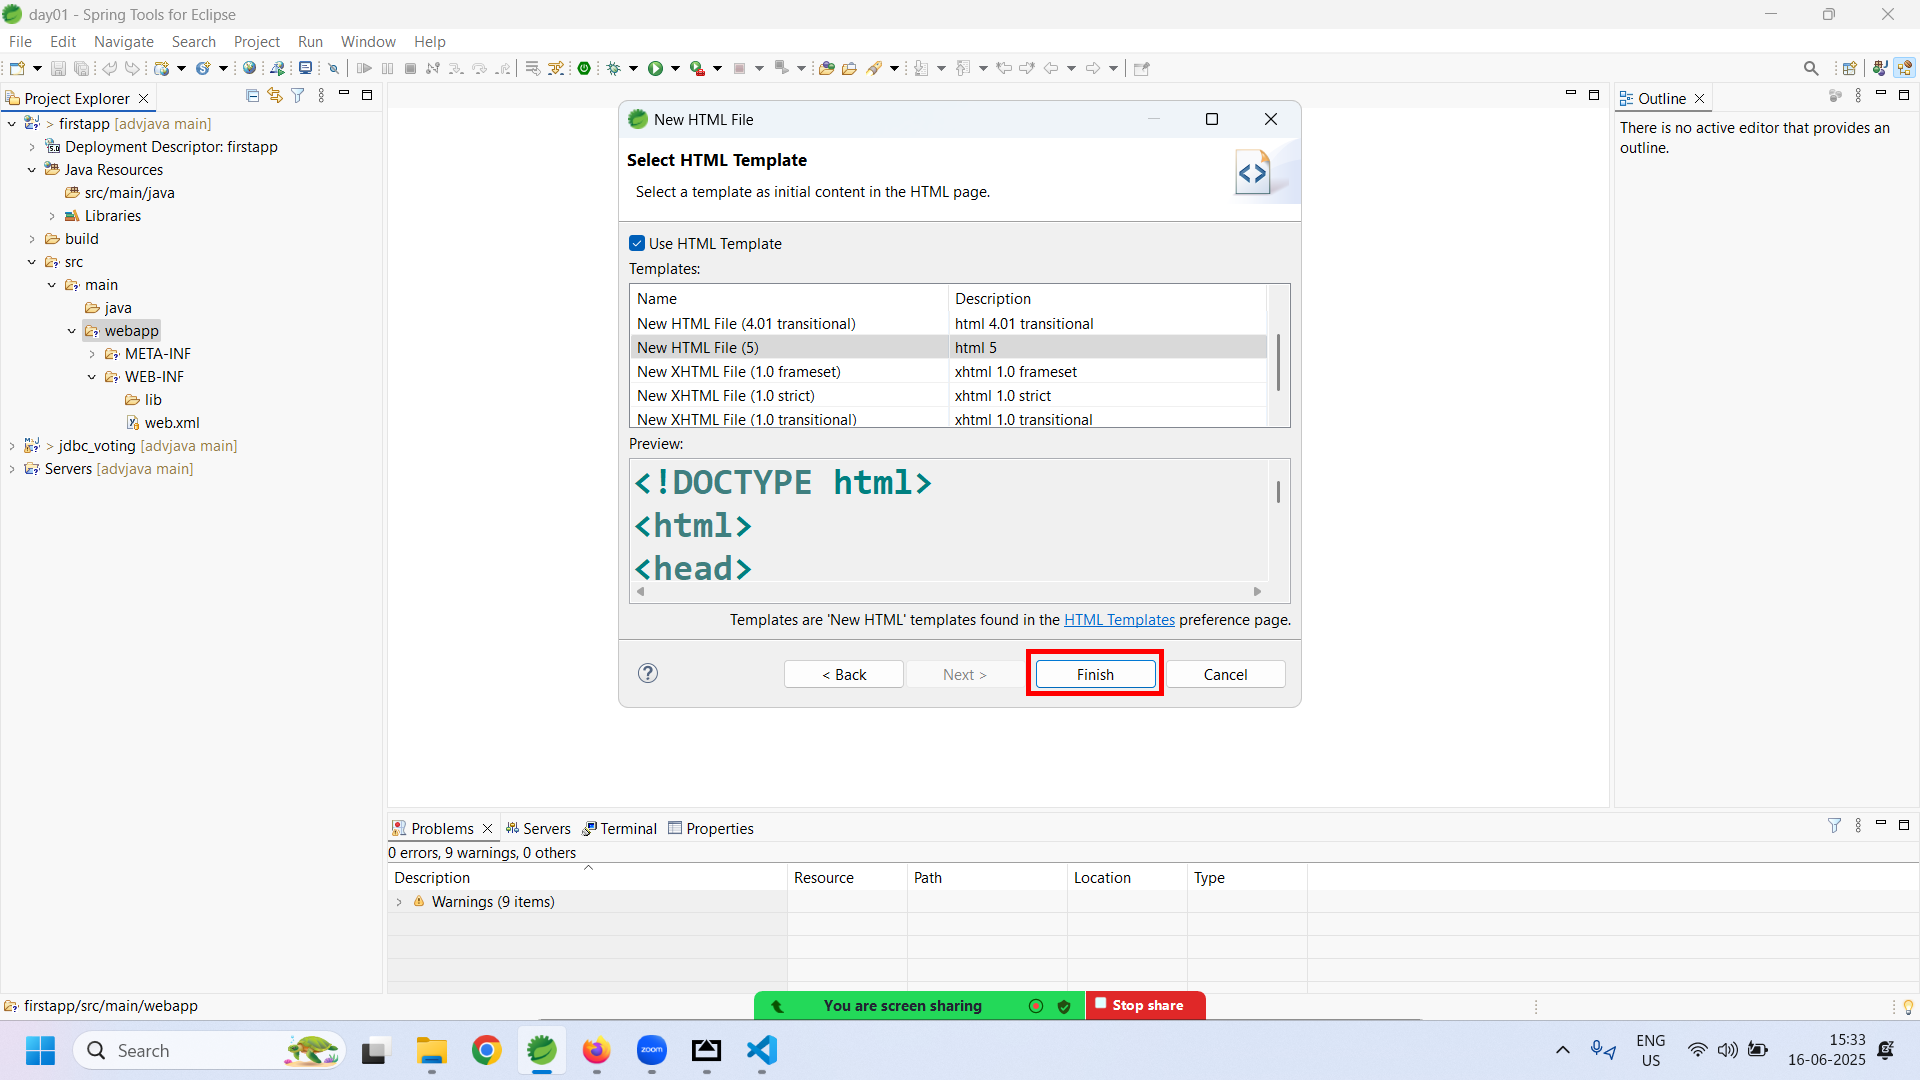 day01 - Spring Tools for Eclipse
File Edit Navigate Search Project Run Window Help
Project Explorer
> firstapp [advjava main]
Deployment Descriptor: firstapp
Java Resources
src/main/java
Libraries
build
src
main
java
webapp
META-INF
WEB-INF
lib
web.xml
> jdbc_voting [advjava main]
Servers [advjava main]
New HTML File
Select HTML Template
Select a template as initial content in the HTML page.
Use HTML Template
Templates:
Name Description
New HTML File (4.01 transitional) html 4.01 transitional
New HTML File (5) html 5
New XHTML File (1.0 frameset) xhtml 1.0 frameset
New XHTML File (1.0 strict) xhtml 1.0 strict
New XHTML File (1.0 transitional) xhtml 1.0 transitional
Preview:
<!DOCTYPE html>
<html>
<head>
Templates are 'New HTML' templates found in the HTML Templates preference page.
< Back Next > Finish Cancel
Outline
There is no active editor that provides an
outline.
Problems Servers Terminal Properties
0 errors, 9 warnings, 0 others
Description Resource Path Location Type
Warnings (9 items)
firstapp/src/main/webapp
You are screen sharing Stop share
Search
zoom
ENG
US
15:33
16-06-2025